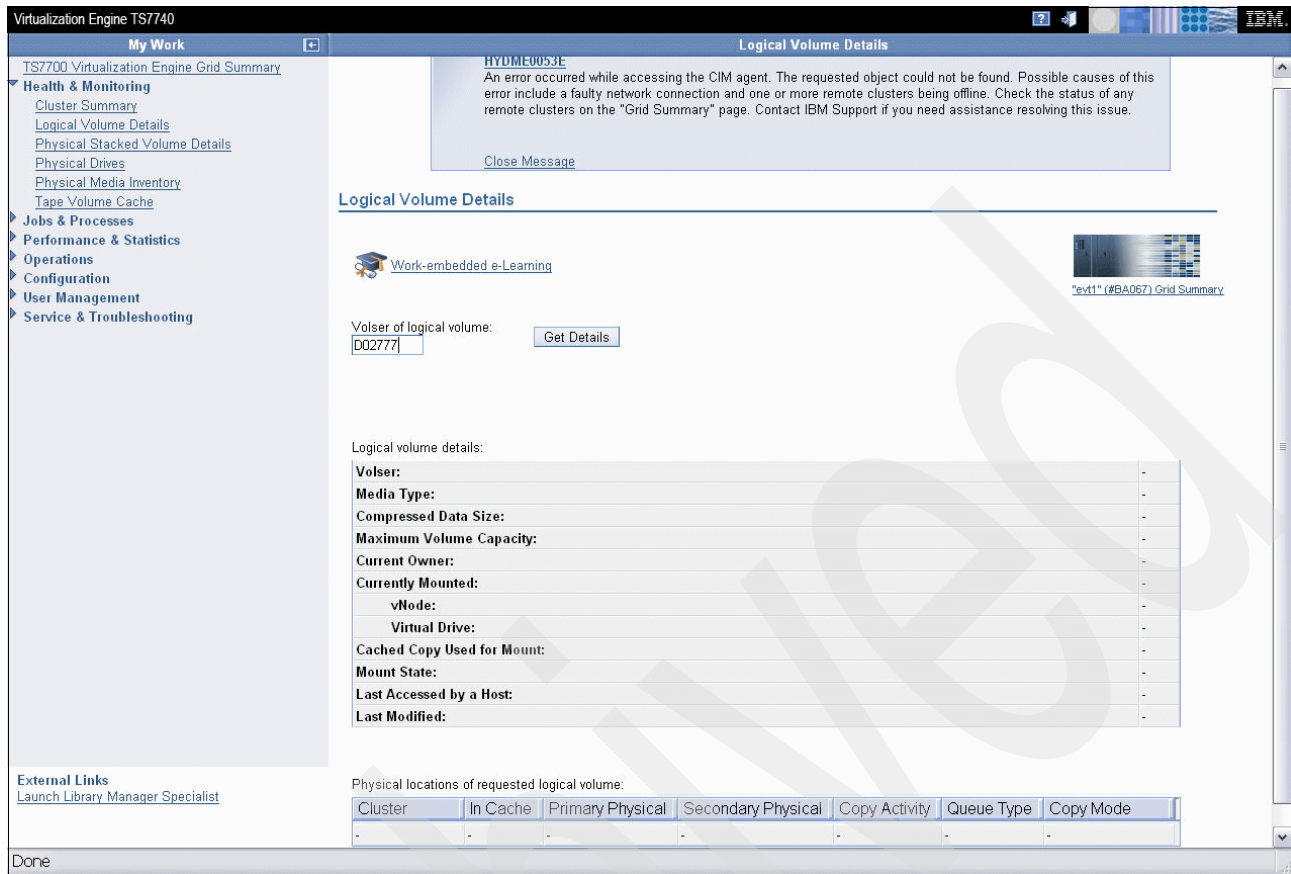 Virtualization Engine TS7740
? IBM.
My Work
Logical Volume Details
TS7700 Virtualization Engine Grid Summary
Health & Monitoring
Cluster Summary
Logical Volume Details
Physical Stacked Volume Details
Physical Drives
Physical Media Inventory
Tape Volume Cache
Jobs & Processes
Performance & Statistics
Operations
Configuration
User Management
Service & Troubleshooting
External Links
Launch Library Manager Specialist
HYDME0053E
An error occurred while accessing the CIM agent. The requested object could not be found. Possible causes of this
error include a faulty network connection and one or more remote clusters being offline. Check the status of any
remote clusters on the "Grid Summary" page. Contact IBM Support if you need assistance resolving this issue.
Close Message
Logical Volume Details
Work-embedded e-Learning
"evt1" (#BA067) Grid Summary
Volser of logical volume:
D02777
Get Details
Logical volume details:
Volser: -
Media Type: -
Compressed Data Size: -
Maximum Volume Capacity: -
Current Owner: -
Currently Mounted: -
vNode: -
Virtual Drive: -
Cached Copy Used for Mount: -
Mount State: -
Last Accessed by a Host: -
Last Modified: -
Physical locations of requested logical volume:
Cluster In Cache Primary Physical Secondary Physical Copy Activity Queue Type Copy Mode
- - - - - - -
Done